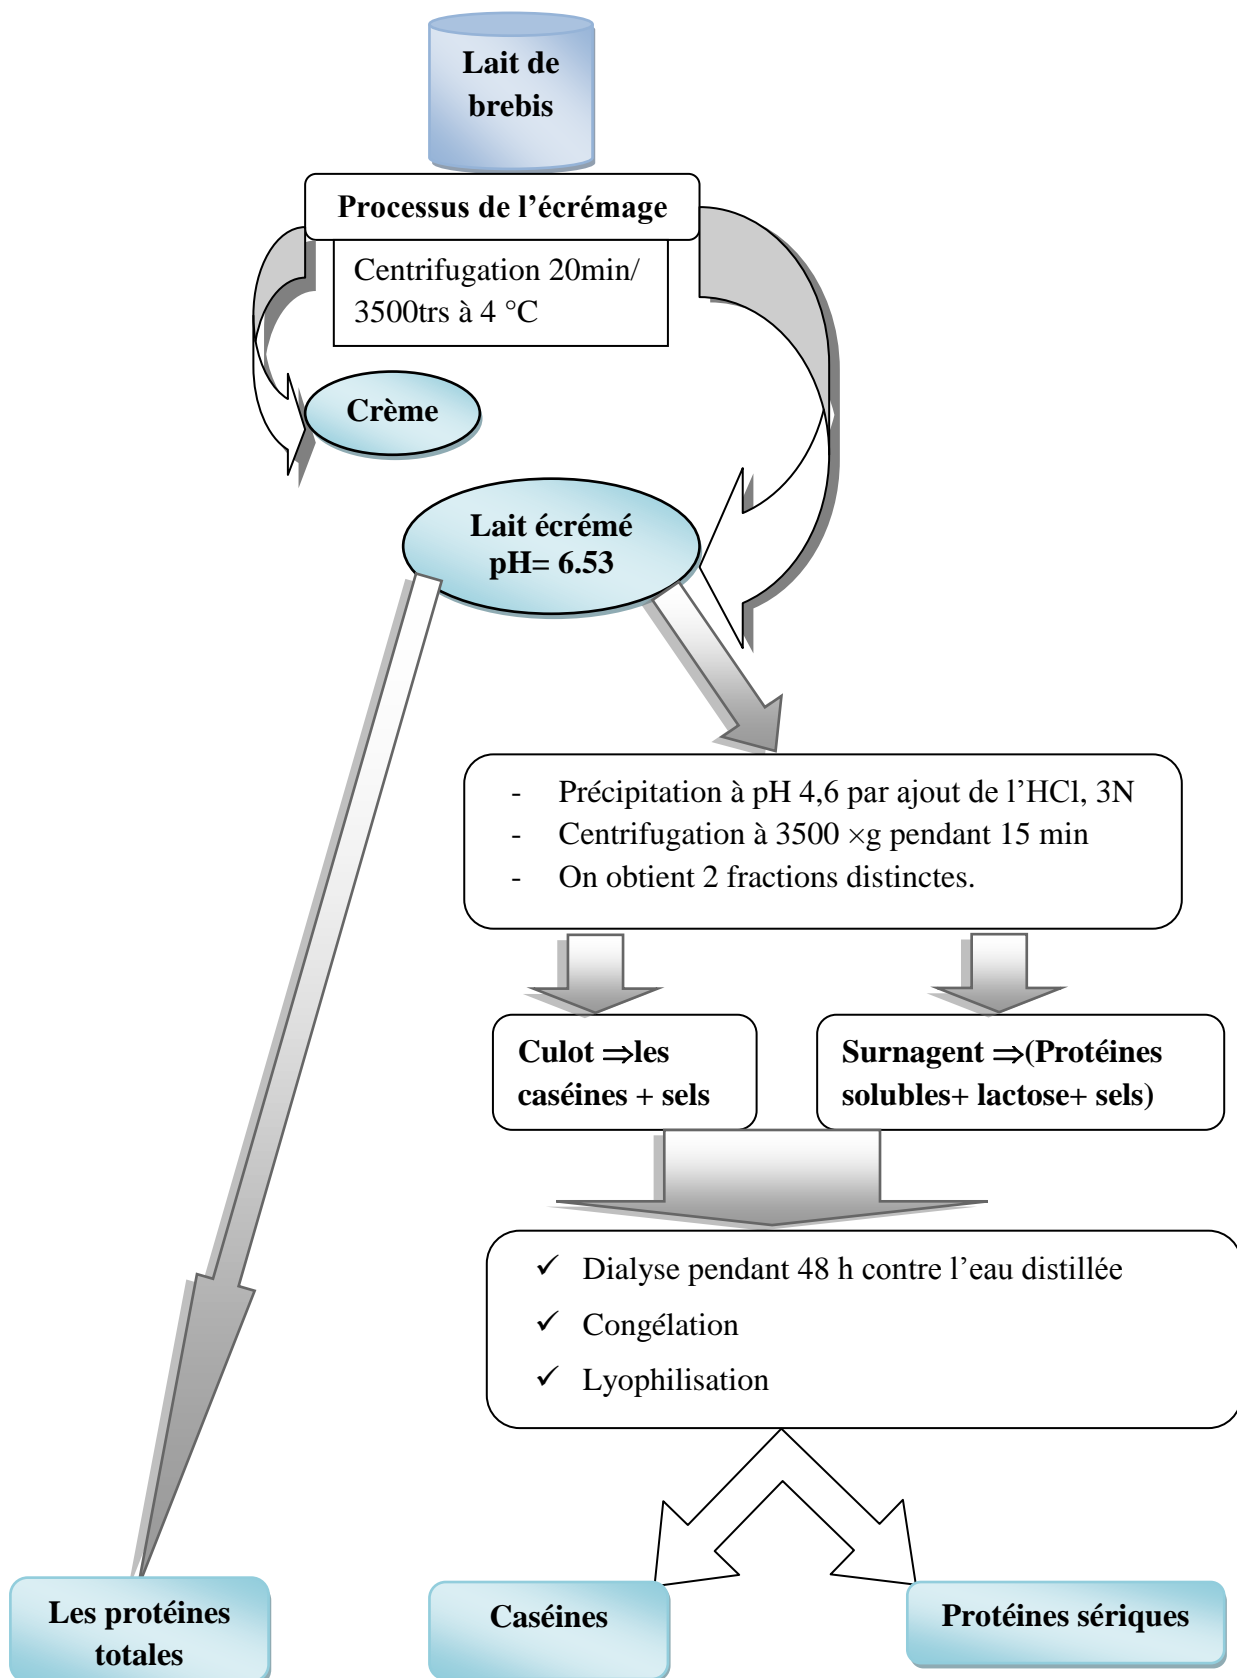 Lait de
brebis
Processus de l’écrémage
Centrifugation 20min/
3500trs à 4 °C
Crème
Lait écrémé
pH= 6.53
- Précipitation à pH 4,6 par ajout de l’HCl, 3N
- Centrifugation à 3500 ×g pendant 15 min
- On obtient 2 fractions distinctes.
Culot ⇒les
caséines + sels
Surnagent ⇒(Protéines
solubles+ lactose+ sels)
✓ Dialyse pendant 48 h contre l’eau distillée
✓ Congélation
✓ Lyophilisation
Les protéines
totales
Caséines
Protéines sériques